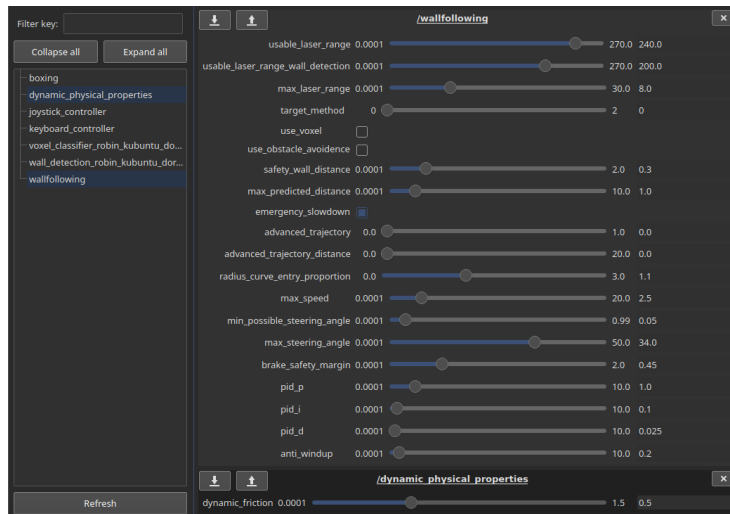 Filter key:
Collapse all Expand all
boxing
dynamic_physical_properties
joystick_controller
keyboard_controller
voxel_classifier_robin_kubuntu_do...
wall_detection_robin_kubuntu_dor...
wallfollowing
Refresh
/wallfollowing
usable_laser_range 0.0001 270.0 240.0
usable_laser_range_wall_detection 0.0001 270.0 200.0
max_laser_range 0.0001 30.0 8.0
target_method 0 2 0
use_voxel
use_obstacle_avoidence
safety_wall_distance 0.0001 2.0 0.3
max_predicted_distance 0.0001 10.0 1.0
emergency_slowdown
advanced_trajectory 0.0 1.0 0.0
advanced_trajectory_distance 0.0 20.0 0.0
radius_curve_entry_proportion 0.0 3.0 1.1
max_speed 0.0001 20.0 2.5
min_possible_steering_angle 0.0001 0.99 0.05
max_steering_angle 0.0001 50.0 34.0
brake_safety_margin 0.0001 2.0 0.45
pid_p 0.0001 10.0 1.0
pid_i 0.0001 10.0 0.1
pid_d 0.0001 10.0 0.025
anti_windup 0.0001 10.0 0.2
/dynamic_physical_properties
dynamic_friction 0.0001 1.5 0.5